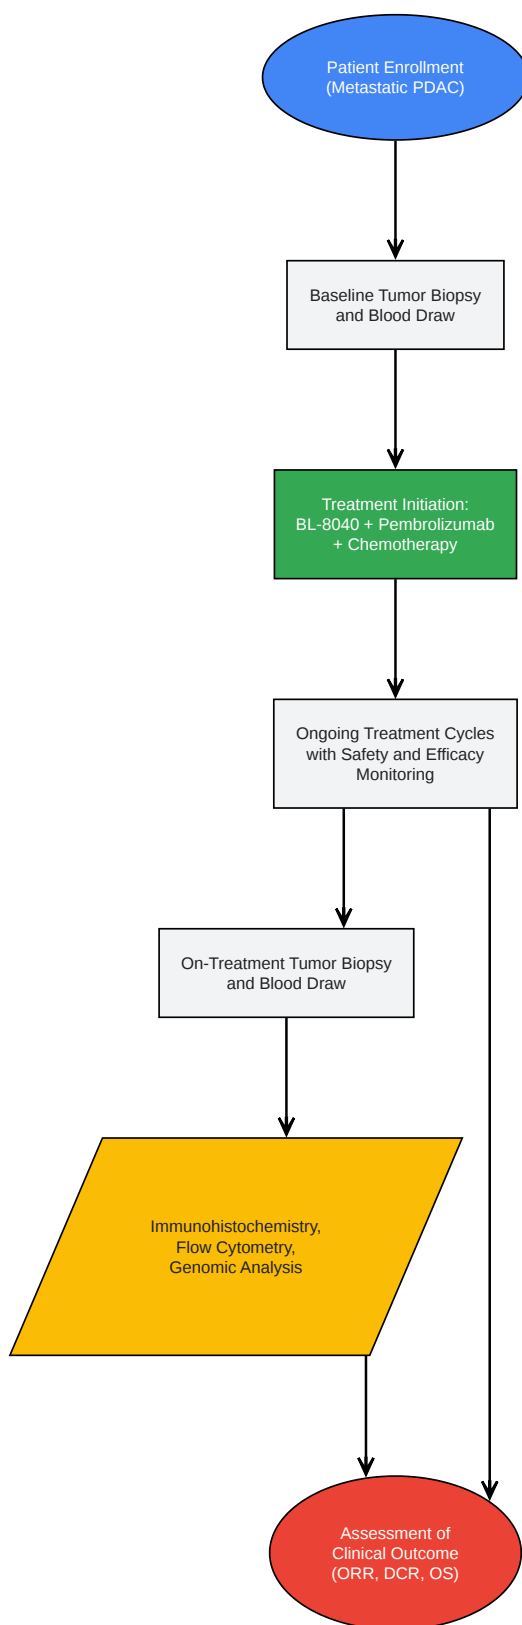 Patient Enrollment
(Metastatic PDAC)
Baseline Tumor Biopsy
and Blood Draw
Treatment Initiation:
BL-8040 + Pembrolizumab
+ Chemotherapy
Ongoing Treatment Cycles
with Safety and Efficacy
Monitoring
On-Treatment Tumor Biopsy
and Blood Draw
Immunohistochemistry,
Flow Cytometry,
Genomic Analysis
Assessment of
Clinical Outcome
(ORR, DCR, OS)